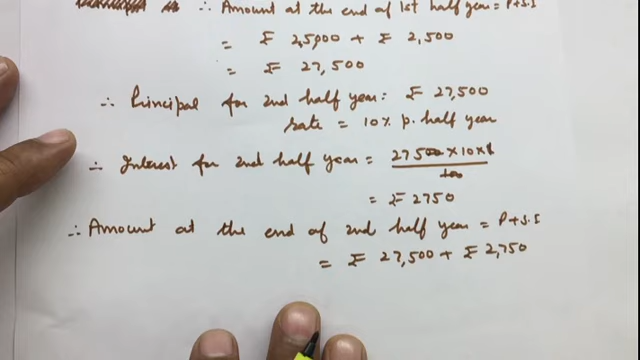 ∴ Amount at the end of 1st half year = P+S.I
= ₹ 25,000 + ₹ 2,500
= ₹ 27,500
∴ Principal for 2nd half year: ₹ 27,500
rate = 10% p. half year
∴ Interest for 2nd half year = 27500×10×1
100
= ₹ 2750
∴ Amount at the end of 2nd half year = P+S.I
= ₹ 27,500 + ₹ 2,750